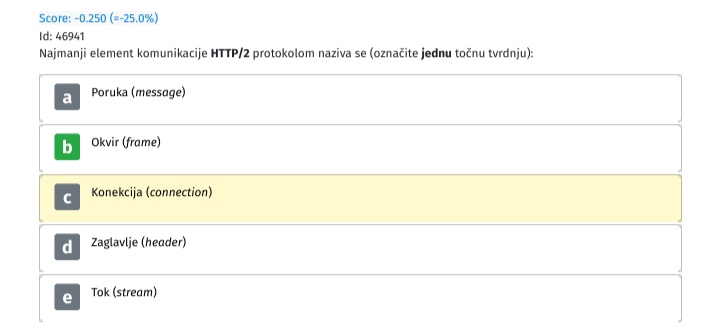 Score: -0.250 (=-25.0%)
Id: 46941
Najmanji element komunikacije HTTP/2 protokolom naziva se (označite jednu točnu tvrdnju):
a Poruka (message)
b Okvir (frame)
c Konekcija (connection)
d Zaglavlje (header)
e Tok (stream)